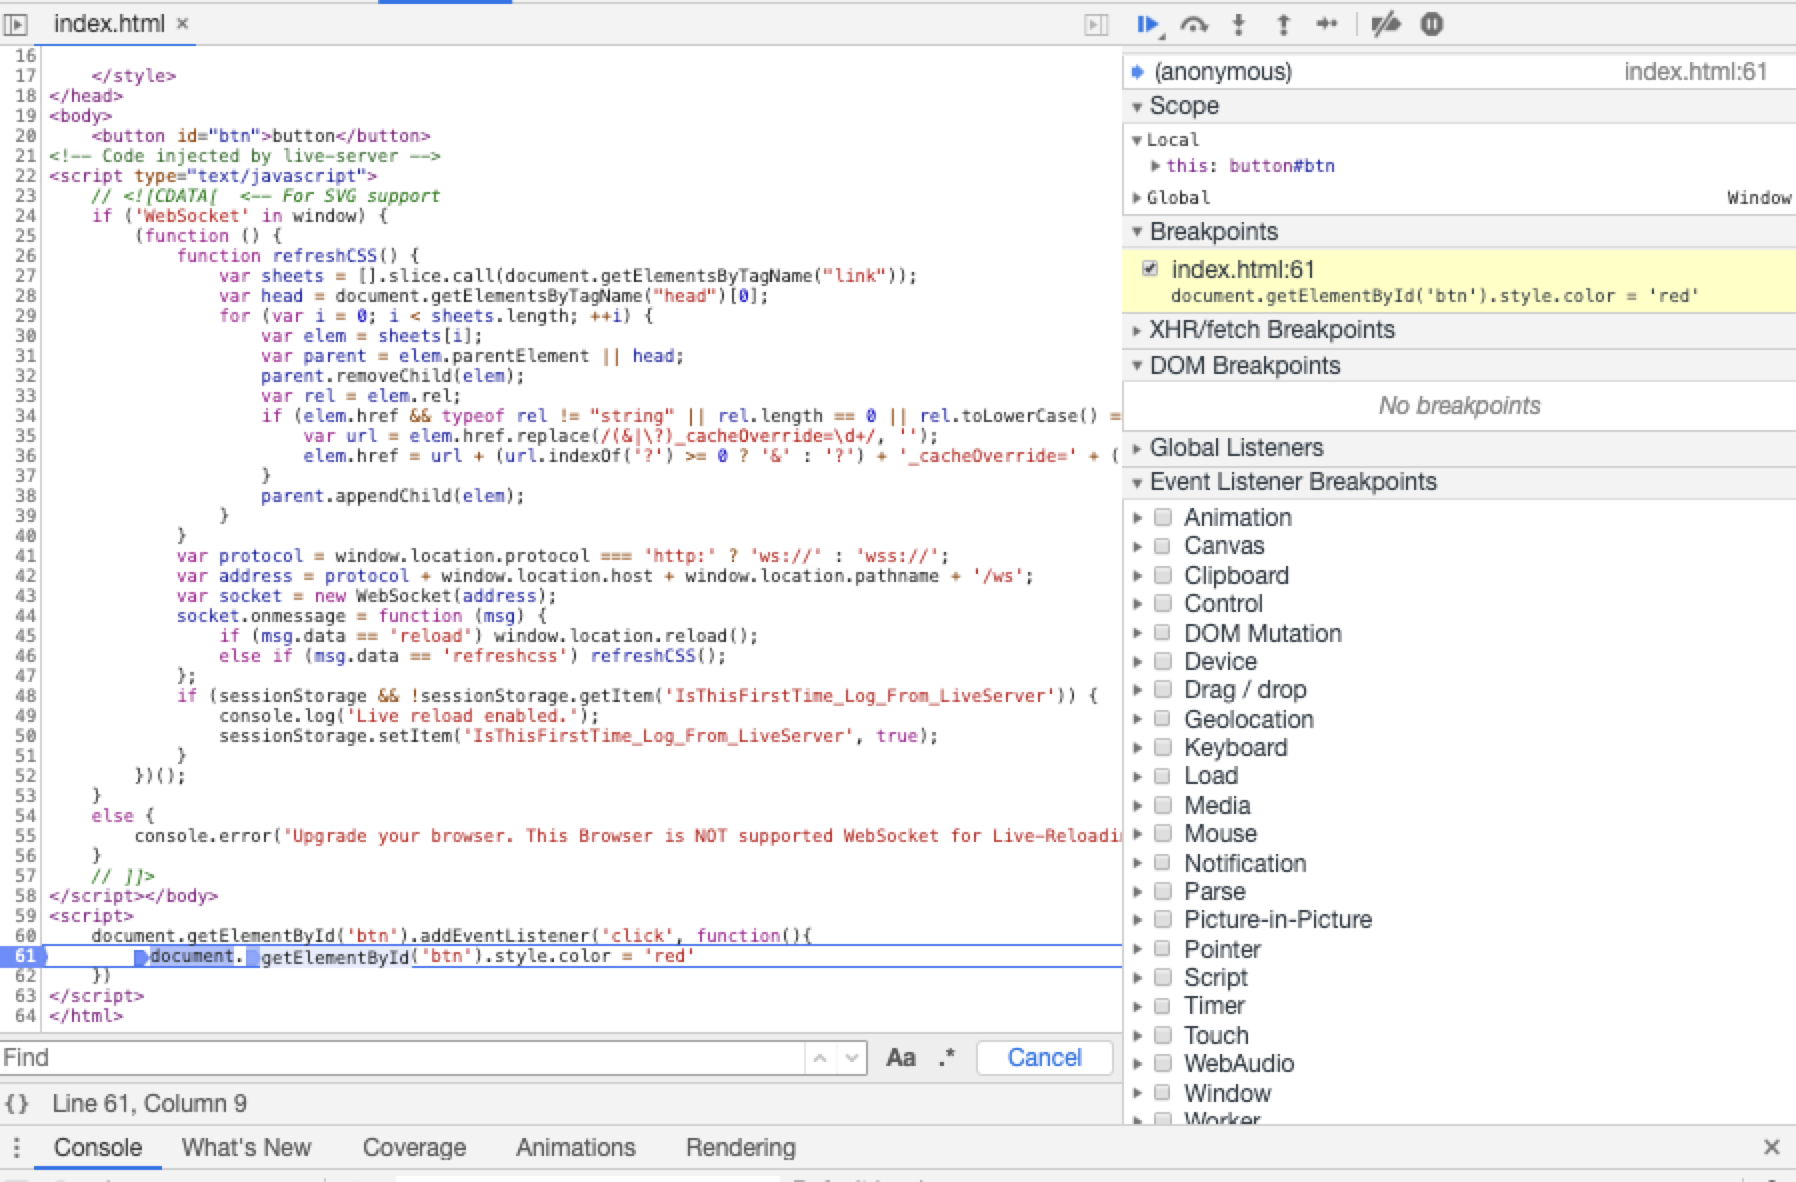 index.html ×
16
17 </style>
18 </head>
19 <body>
20 <button id="btn">button</button>
21 <!-- Code injected by live-server -->
22 <script type="text/javascript">
23 // <![CDATA[ <-- For SVG support
24 if ('WebSocket' in window) {
25 (function () {
26 function refreshCSS() {
27 var sheets = [].slice.call(document.getElementsByTagName("link"));
28 var head = document.getElementsByTagName("head")[0];
29 for (var i = 0; i < sheets.length; ++i) {
30 var elem = sheets[i];
31 var parent = elem.parentElement || head;
32 parent.removeChild(elem);
33 var rel = elem.rel;
34 if (elem.href && typeof rel != "string" || rel.length == 0 || rel.toLowerCase() =
35 var url = elem.href.replace(/(&|\?)_cacheOverride=\d+/, '');
36 elem.href = url + (url.indexOf('?') >= 0 ? '&' : '?') + '_cacheOverride=' + (
37 }
38 parent.appendChild(elem);
39 }
40 }
41 var protocol = window.location.protocol === 'http:' ? 'ws://' : 'wss://';
42 var address = protocol + window.location.host + window.location.pathname + '/ws';
43 var socket = new WebSocket(address);
44 socket.onmessage = function (msg) {
45 if (msg.data == 'reload') window.location.reload();
46 else if (msg.data == 'refreshcss') refreshCSS();
47 };
48 if (sessionStorage && !sessionStorage.getItem('IsThisFirstTime_Log_From_LiveServer')) {
49 console.log('Live reload enabled.');
50 sessionStorage.setItem('IsThisFirstTime_Log_From_LiveServer', true);
51 }
52 })();
53 }
54 else {
55 console.error('Upgrade your browser. This Browser is NOT supported WebSocket for Live-Reloadi
56 }
57 // ]]>
58 </script></body>
59 <script>
60 document.getElementById('btn').addEventListener('click', function(){
61 document.getElementById('btn').style.color = 'red'
62 })
63 </script>
64 </html>
Find
Aa .* Cancel
{} Line 61, Column 9
(anonymous) index.html:61
Scope
Local
this: button#btn
Global Window
Breakpoints
index.html:61
document.getElementById('btn').style.color = 'red'
XHR/fetch Breakpoints
DOM Breakpoints
No breakpoints
Global Listeners
Event Listener Breakpoints
Animation
Canvas
Clipboard
Control
DOM Mutation
Device
Drag / drop
Geolocation
Keyboard
Load
Media
Mouse
Notification
Parse
Picture-in-Picture
Pointer
Script
Timer
Touch
WebAudio
Window
Worker
Console What's New Coverage Animations Rendering ×